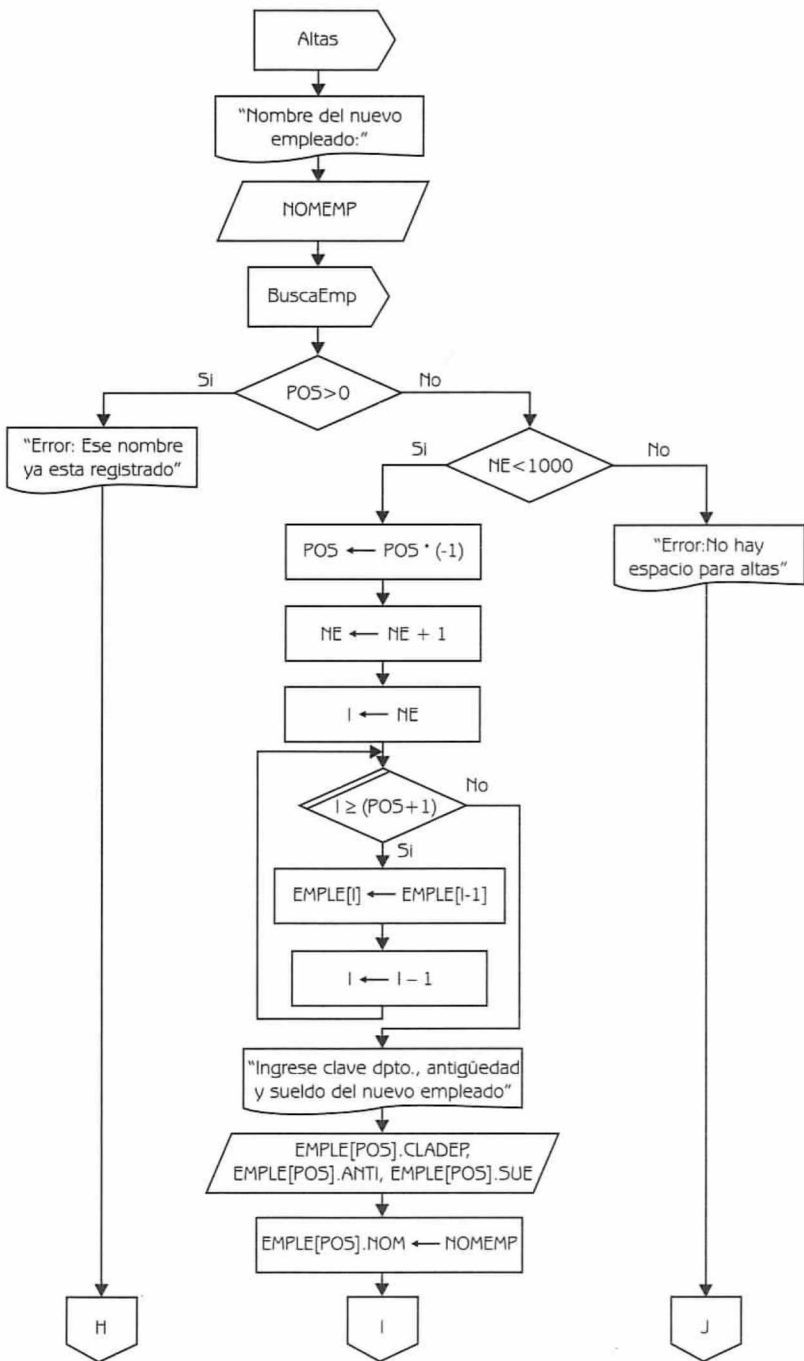 Altas
"Nombre del nuevo
empleado:"
NOMEMP
BuscaEmp
POS>0
Si
No
"Error: Ese nombre
ya esta registrado"
NE<1000
Si
No
POS ← POS * (-1)
"Error:No hay
espacio para altas"
NE ← NE + 1
I ← NE
I ≥ (POS+1)
No
Si
EMPLE[I] ← EMPLE[I-1]
I ← I – 1
"Ingrese clave dpto., antigüedad
y sueldo del nuevo empleado"
EMPLE[POS].CLADEP,
EMPLE[POS].ANTI, EMPLE[POS].SUE
EMPLE[POS].NOM ← NOMEMP
H
I
J